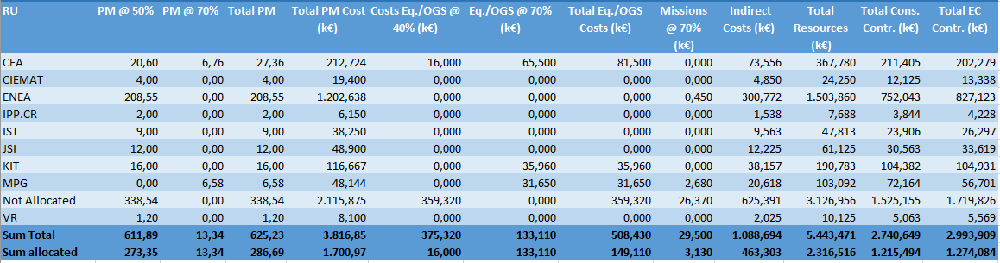 RU PM @ 50% PM @ 70% Total PM Total PM Cost (k€) Costs Eq./OGS @ 40% (k€) Eq./OGS @ 70% (k€) Total Eq./OGS Costs (k€) Missions @ 70% (k€) Indirect Costs (k€) Total Resources (k€) Total Cons. Contr. (k€) Total EC Contr. (k€)
CEA 20,60 6,76 27,36 212,724 16,000 65,500 81,500 0,000 73,556 367,780 211,405 202,279
CIEMAT 4,00 0,00 4,00 19,400 0,000 0,000 0,000 0,000 4,850 24,250 12,125 13,338
ENEA 208,55 0,00 208,55 1.202,638 0,000 0,000 0,000 0,450 300,772 1.503,860 752,043 827,123
IPP.CR 2,00 0,00 2,00 6,150 0,000 0,000 0,000 0,000 1,538 7,688 3,844 4,228
IST 9,00 0,00 9,00 38,250 0,000 0,000 0,000 0,000 9,563 47,813 23,906 26,297
JSI 12,00 0,00 12,00 48,900 0,000 0,000 0,000 0,000 12,225 61,125 30,563 33,619
KIT 16,00 0,00 16,00 116,667 0,000 35,960 35,960 0,000 38,157 190,783 104,382 104,931
MPG 0,00 6,58 6,58 48,144 0,000 31,650 31,650 2,680 20,618 103,092 72,164 56,701
Not Allocated 338,54 0,00 338,54 2.115,875 359,320 0,000 359,320 26,370 625,391 3.126,956 1.525,155 1.719,826
VR 1,20 0,00 1,20 8,100 0,000 0,000 0,000 0,000 2,025 10,125 5,063 5,569
Sum Total 611,89 13,34 625,23 3.816,85 375,320 133,110 508,430 29,500 1.088,694 5.443,471 2.740,649 2.993,909
Sum allocated 273,35 13,34 286,69 1.700,97 16,000 133,110 149,110 3,130 463,303 2.316,516 1.215,494 1.274,084